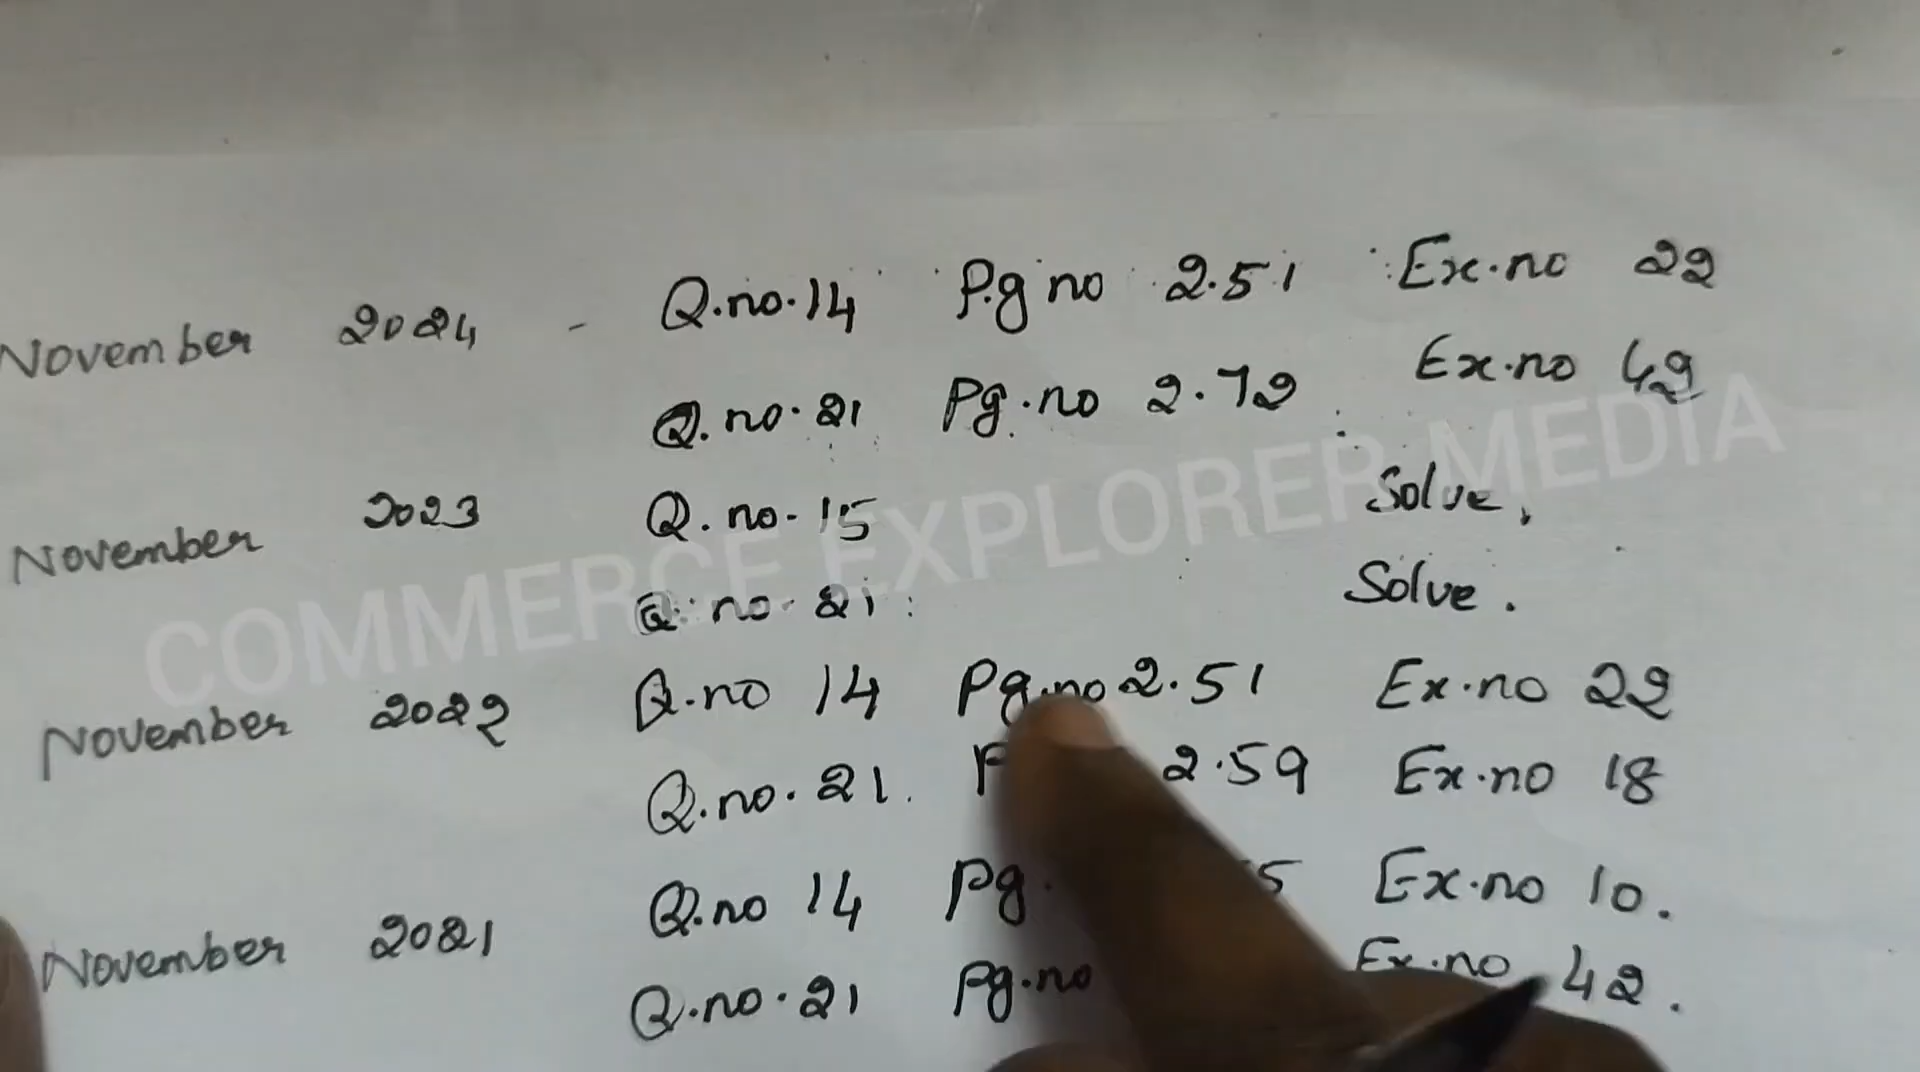 November 2024 - Q.no.14 P.g no 2.51 Ex.no 22
Q.no.21 Pg.no 2.72 Ex.no 42
November 2023 Q.no-15 Solve,
Q.no.21 Solve.
November 2022 Q.no 14 Pg.no 2.51 Ex.no 22
Q.no.21. 2.59 Ex.no 18
November 2021 Q.no 14 Pg. Ex.no 10.
Q.no.21 Pg.no Ex.no 42.
COMMERCE EXPLORER MEDIA